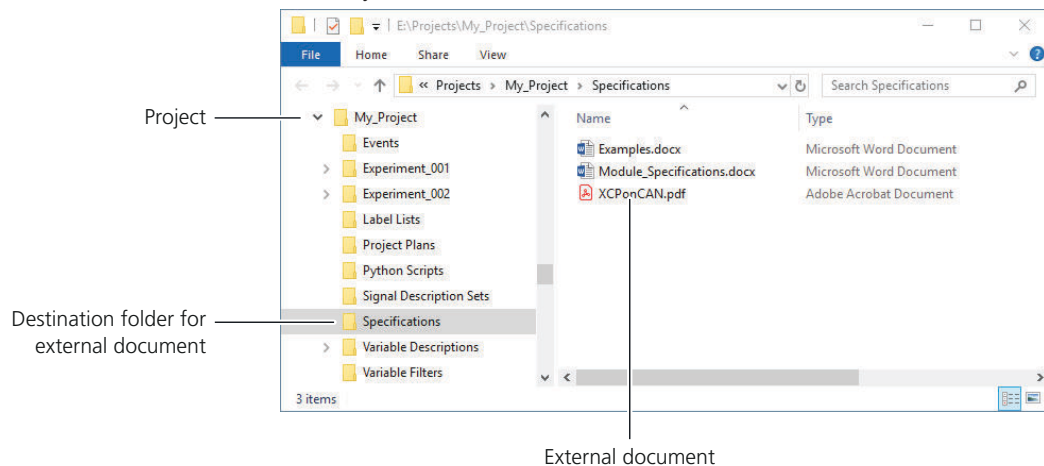 E:\Projects\My_Project\Specifications
File Home Share View
« Projects > My_Project > Specifications
Search Specifications
Project
My_Project
Events
Experiment_001
Experiment_002
Label Lists
Project Plans
Python Scripts
Signal Description Sets
Specifications
Variable Descriptions
Variable Filters
Name Type
Examples.docx Microsoft Word Document
Module_Specifications.docx Microsoft Word Document
XCPonCAN.pdf Adobe Acrobat Document
Destination folder for
external document
3 items
External document